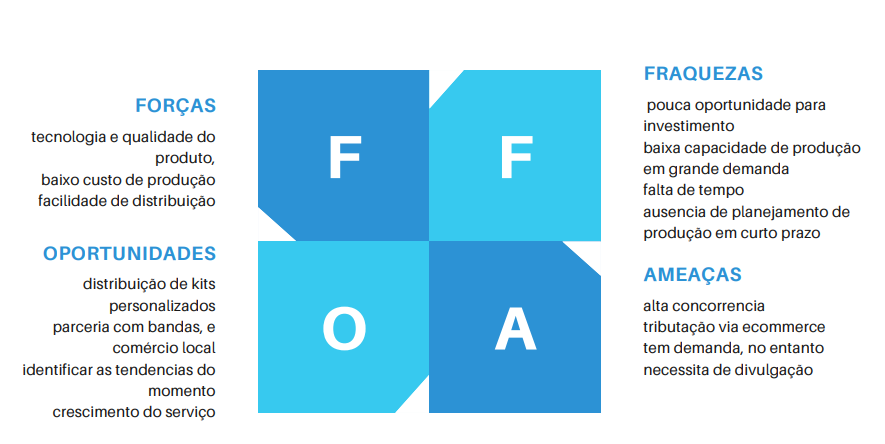 FORÇAS
tecnologia e qualidade do
produto,
baixo custo de produção
facilidade de distribuição
OPORTUNIDADES
distribuição de kits
personalizados
parceria com bandas, e
comércio local
identificar as tendencias do
momento
crescimento do serviço
F
F
O
A
FRAQUEZAS
pouca oportunidade para
investimento
baixa capacidade de produção
em grande demanda
falta de tempo
ausencia de planejamento de
produção em curto prazo
AMEAÇAS
alta concorrencia
tributação via ecommerce
tem demanda, no entanto
necessita de divulgação